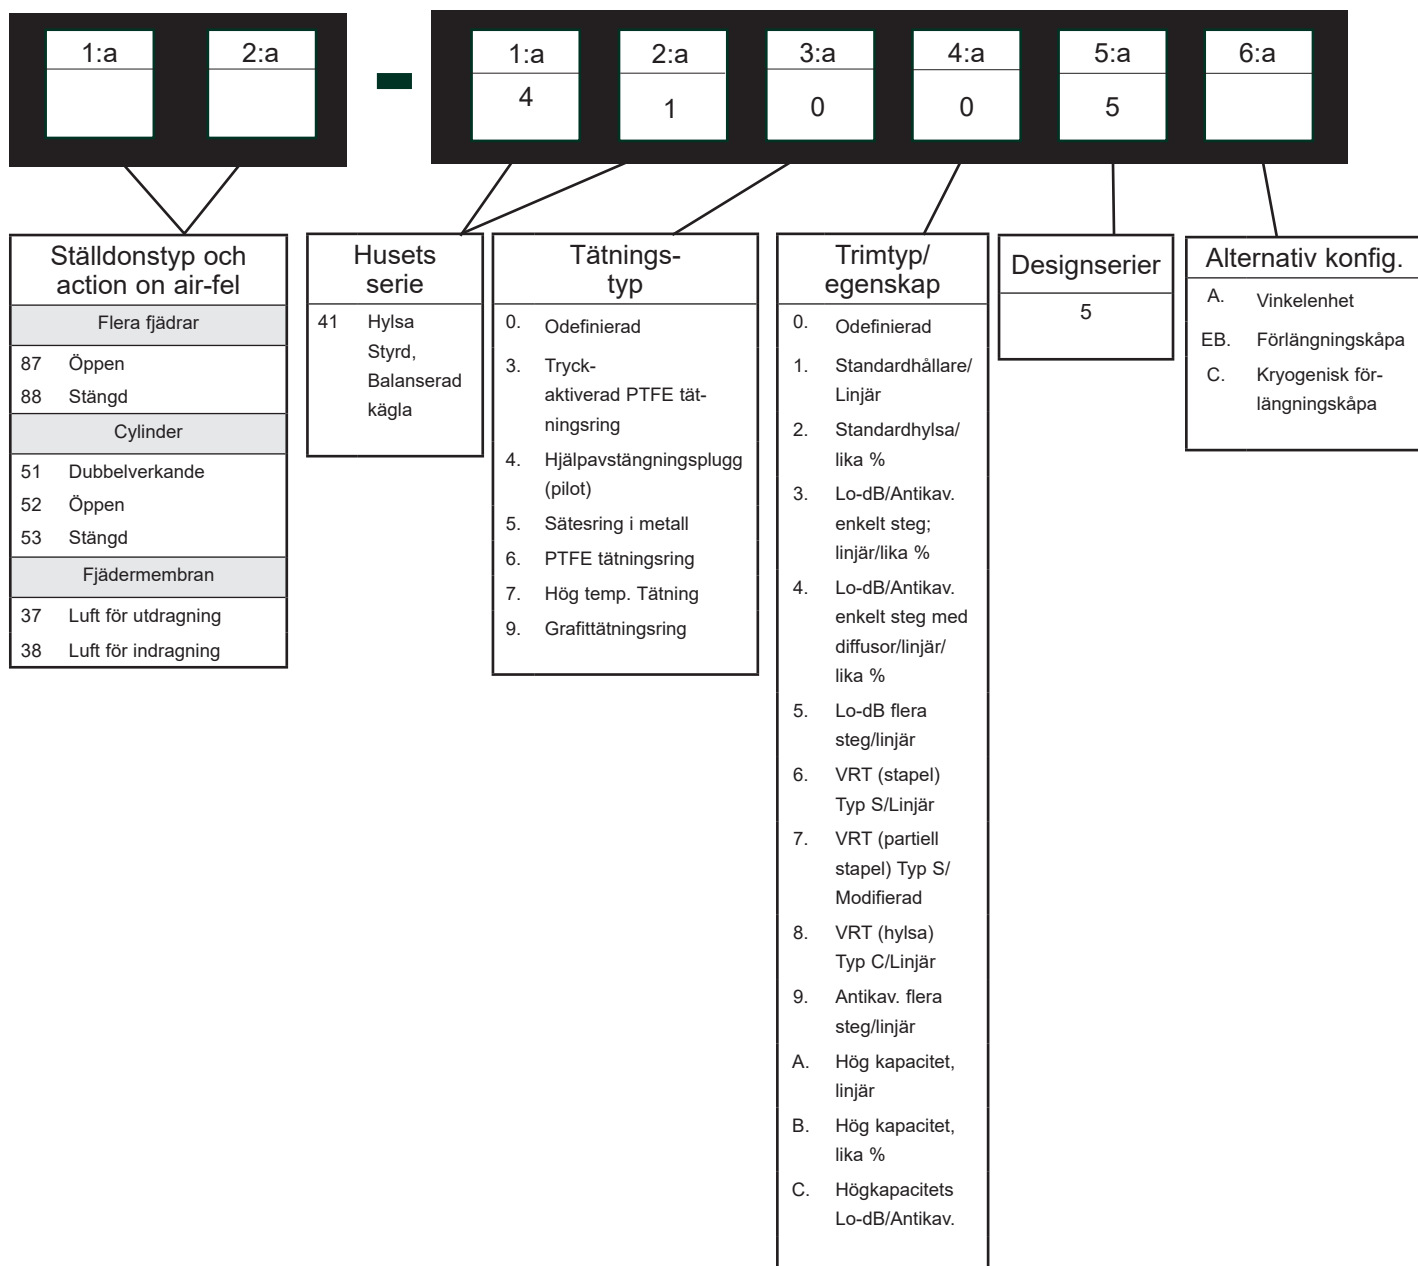 1:a 2:a
1:a 2:a 3:a 4:a 5:a 6:a
4 1 0 0 5
Ställdonstyp och
action on air-fel
Flera fjädrar
87 Öppen
88 Stängd
Cylinder
51 Dubbelverkande
52 Öppen
53 Stängd
Fjädermembran
37 Luft för utdragning
38 Luft för indragning
Husets
serie
41 Hylsa
Styrd,
Balanserad
kägla
Tätnings-
typ
0. Odefinierad
3. Tryck-
aktiverad PTFE tät-
ningsring
4. Hjälpavstängningsplugg
(pilot)
5. Sätesring i metall
6. PTFE tätningsring
7. Hög temp. Tätning
9. Grafittätningsring
Trimtyp/
egenskap
0. Odefinierad
1. Standardhållare/
Linjär
2. Standardhylsa/
lika %
3. Lo-dB/Antikav.
enkelt steg;
linjär/lika %
4. Lo-dB/Antikav.
enkelt steg med
diffusor/linjär/
lika %
5. Lo-dB flera
steg/linjär
6. VRT (stapel)
Typ S/Linjär
7. VRT (partiell
stapel) Typ S/
Modifierad
8. VRT (hylsa)
Typ C/Linjär
9. Antikav. flera
steg/linjär
A. Hög kapacitet,
linjär
B. Hög kapacitet,
lika %
C. Högkapacitets
Lo-dB/Antikav.
Designserier
5
Alternativ konfig.
A. Vinkelenhet
EB. Förlängningskåpa
C. Kryogenisk för-
längningskåpa